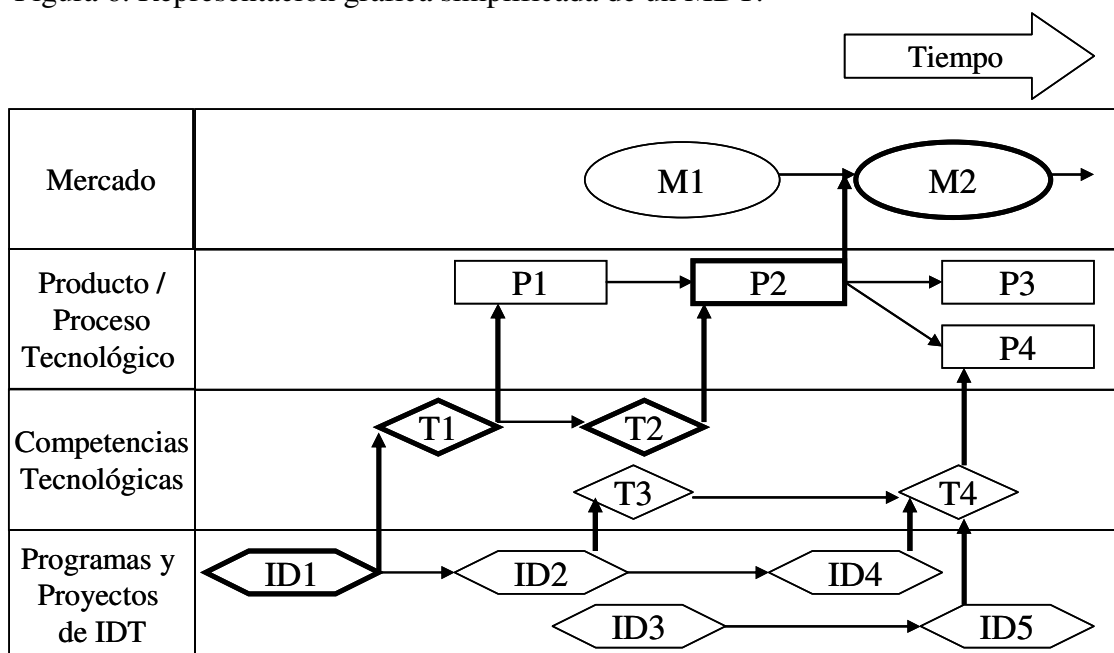 Figura 6. Representación gráfica simplificada de un MDT.
Tiempo
Mercado
M1
M2
Producto /
Proceso
Tecnológico
P1
P2
P3
P4
Competencias
Tecnológicas
T1
T2
T3
T4
Programas y
Proyectos
de IDT
ID1
ID2
ID4
ID3
ID5